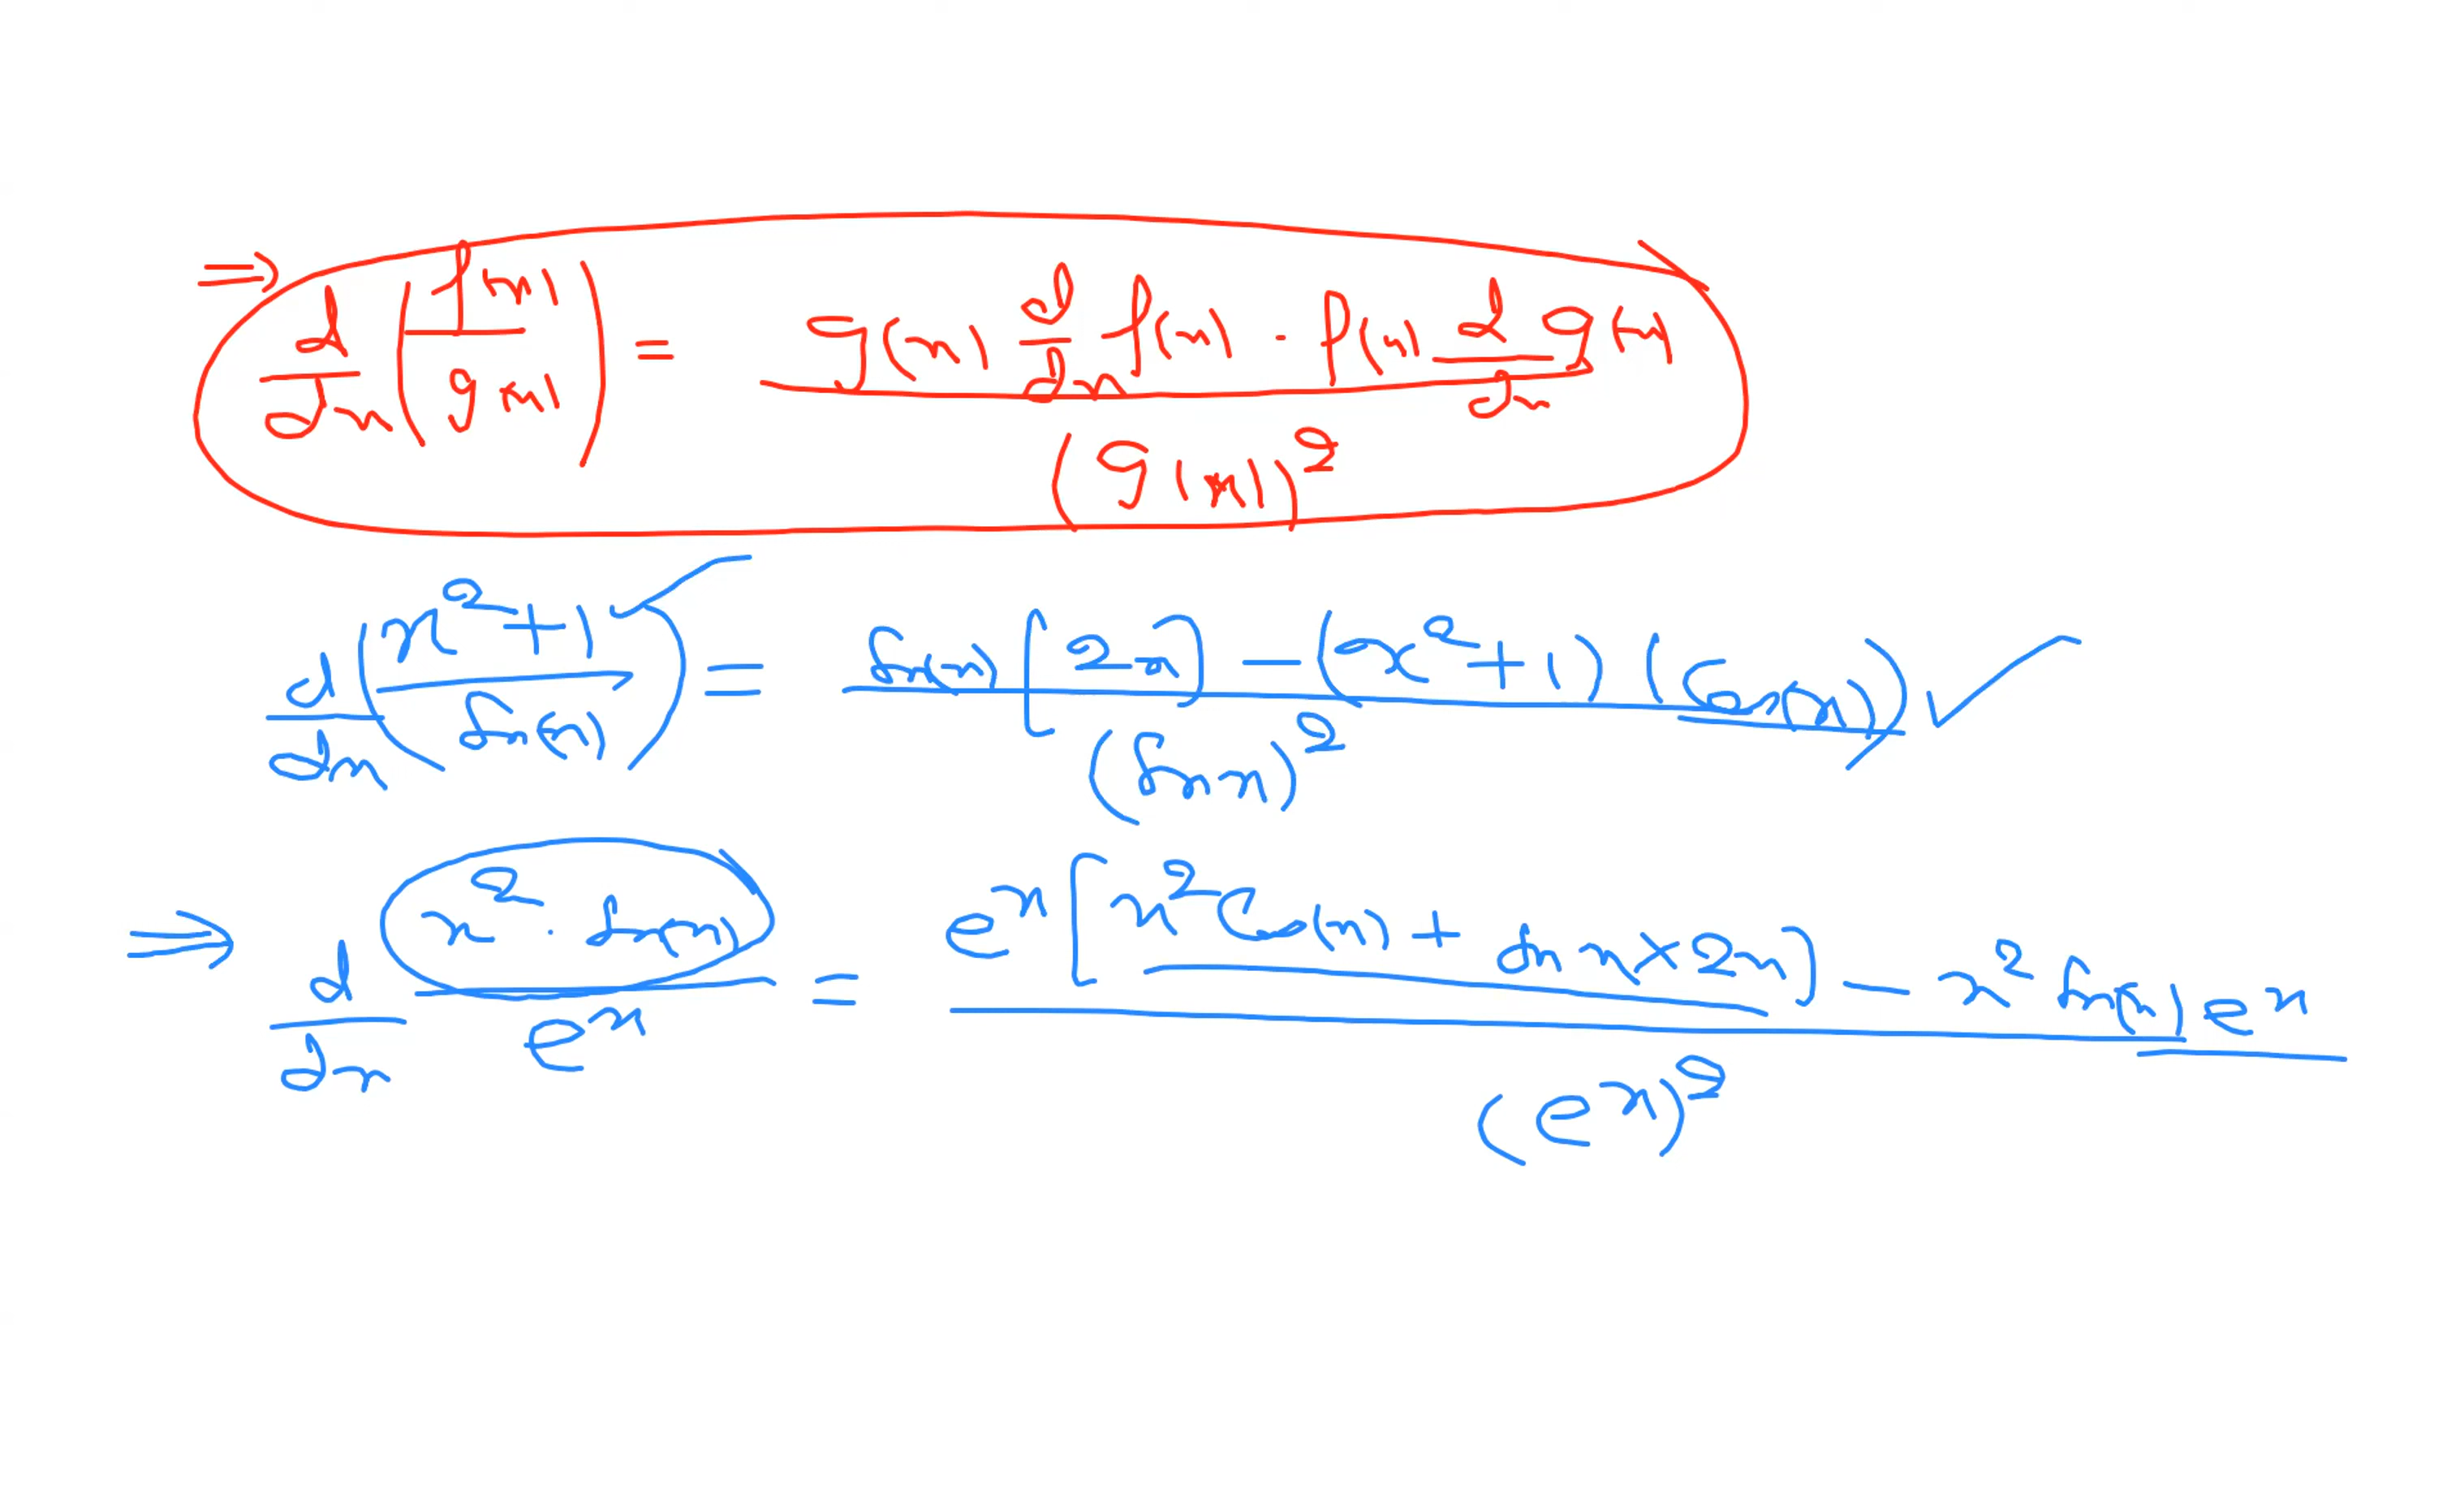 ⇒ d/dx (f(x)/g(x)) = (g(x) d/dx f(x) - f(x) d/dx g(x)) / (g(x))²
d/dx ((x²+1)/sin(x)) = (sin(x) [2x] - (x²+1) (cos(x))) / (sin x)²
⇒ d/dx (x² · sin(x))/eˣ = (eˣ [x² cos(x) + sin x × 2x] - x² sin(x) eˣ) / (eˣ)²